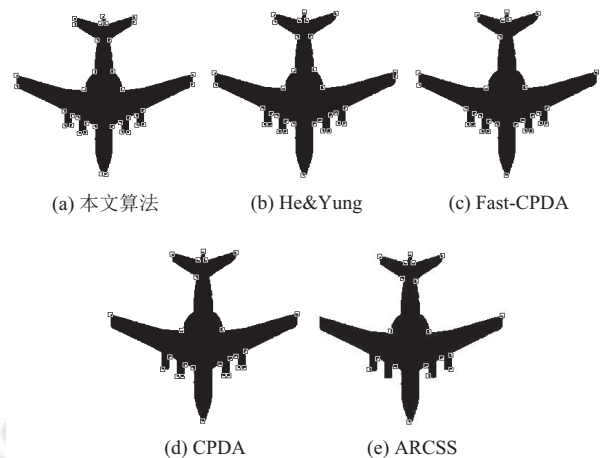 (a) 本文算法
(b) He&Yung
(c) Fast-CPDA
(d) CPDA
(e) ARCSS